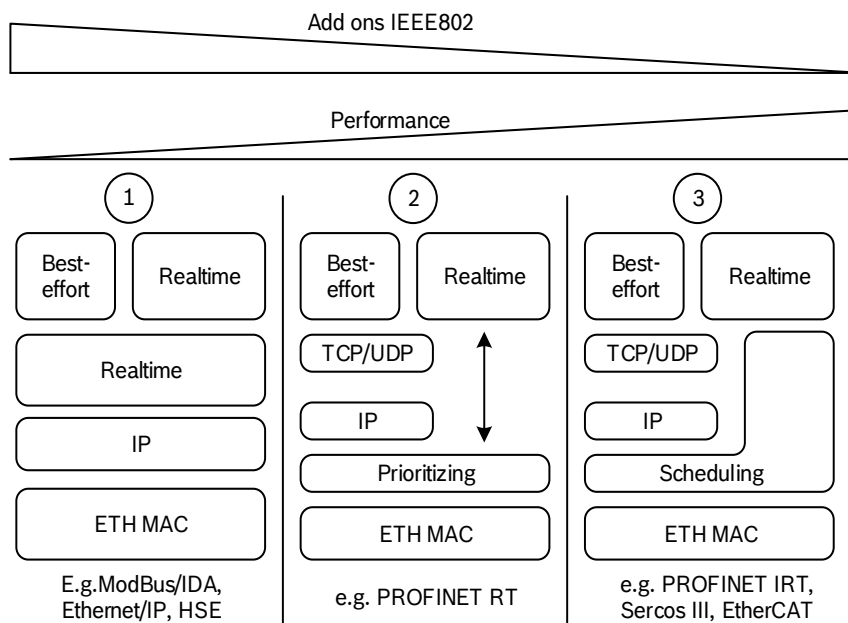 Add ons IEEE802
Performance
1
Best-
effort
Realtime
Realtime
IP
ETH MAC
E.g.ModBus/IDA,
Ethernet/IP, HSE
2
Best-
effort
Realtime
TCP/UDP
IP
Prioritizing
ETH MAC
e.g. PROFINET RT
3
Best-
effort
Realtime
TCP/UDP
IP
Scheduling
ETH MAC
e.g. PROFINET IRT,
Sercos III, EtherCAT